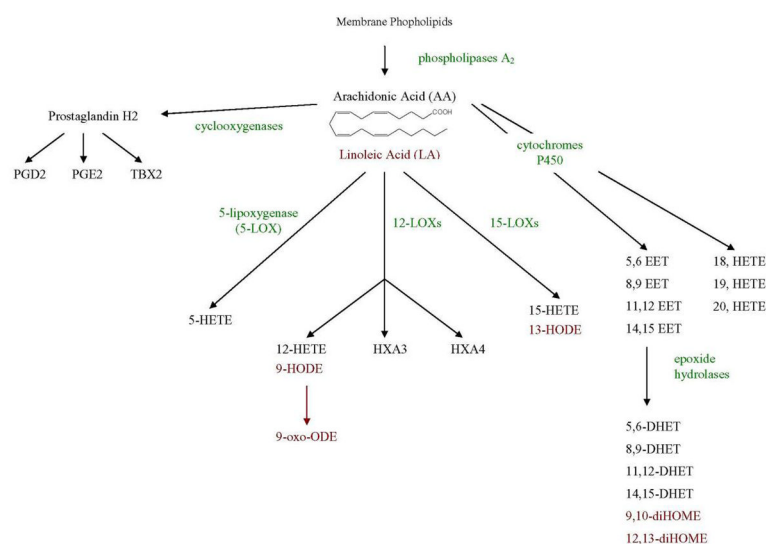 Membrane Phopholipids
phospholipases A₂
Arachidonic Acid (AA)
COOH
Linoleic Acid (LA)
Prostaglandin H2
cyclooxygenases
PGD2 PGE2 TBX2
cytochromes
P450
5-lipoxygenase
(5-LOX)
12-LOXs
15-LOXs
5-HETE
12-HETE
9-HODE
HXA3
HXA4
9-oxo-ODE
15-HETE
13-HODE
5,6 EET
8,9 EET
11,12 EET
14,15 EET
18, HETE
19, HETE
20, HETE
epoxide
hydrolases
5,6-DHET
8,9-DHET
11,12-DHET
14,15-DHET
9,10-diHOME
12,13-diHOME